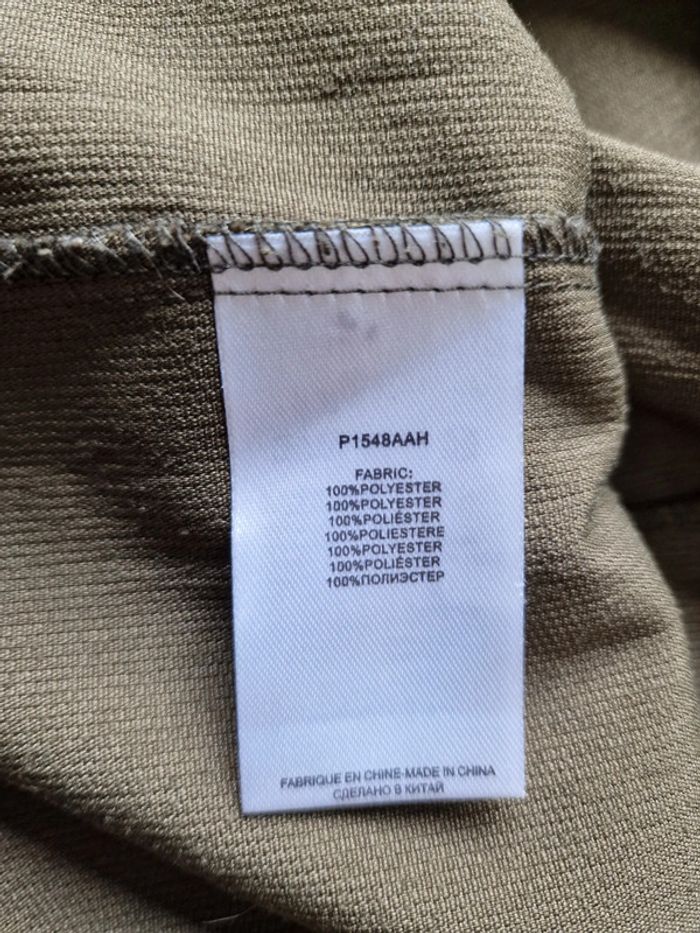 P1548AAH
FABRIC:
100%POLYESTER
100%POLYESTER
100%POLIÉSTER
100%POLIESTERE
100%POLYESTER
100%POLIÉSTER
100%ПОЛИЭСТЕР
FABRIQUE EN CHINE-MADE IN CHINA
СДЕЛАНО В КИТАЙ